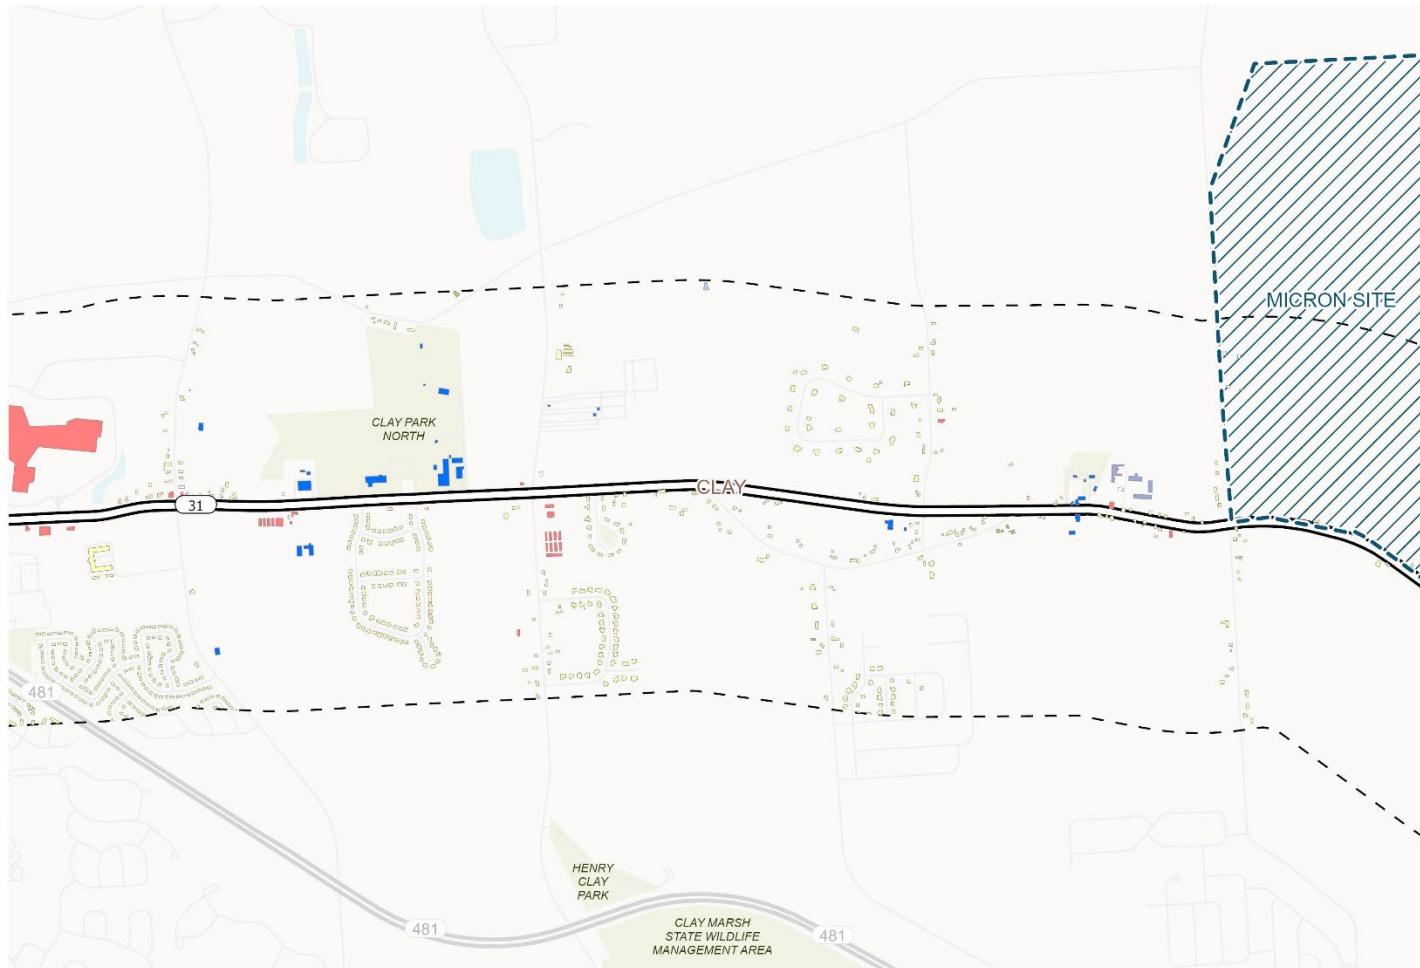 MICRON SITE
CLAY PARK
NORTH
CLAY
31
481
HENRY
CLAY
PARK
481
CLAY MARSH
STATE WILDLIFE
MANAGEMENT AREA
481